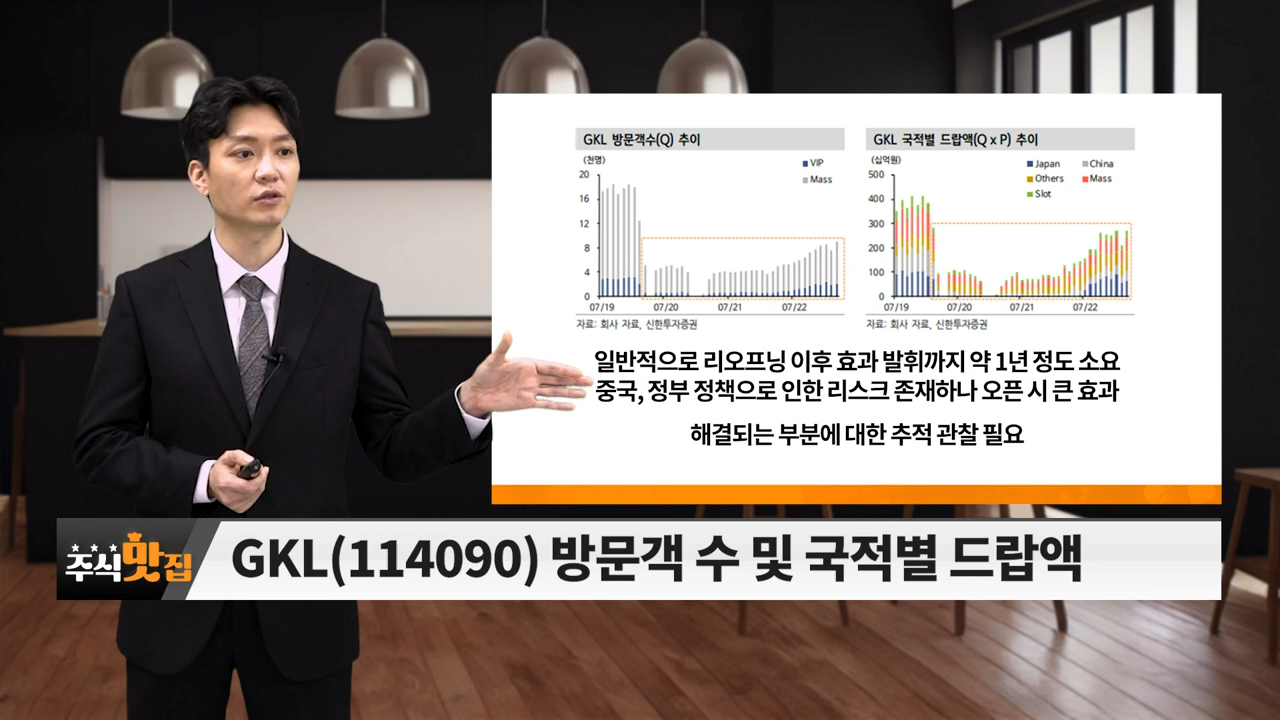 GKL 방문객수(Q) 추이
(천명)
VIP
Mass
20
16
12
8
4
0
07/19
07/20
07/21
07/22
자료: 회사 자료, 신한투자증권
GKL 국적별 드랍액(Q x P) 추이
(십억원)
Japan
China
Others
Mass
Slot
500
400
300
200
100
0
07/19
07/20
07/21
07/22
자료: 회사 자료, 신한투자증권
일반적으로 리오프닝 이후 효과 발휘까지 약 1년 정도 소요
중국, 정부 정책으로 인한 리스크 존재하나 오픈 시 큰 효과
해결되는 부분에 대한 추적 관찰 필요
주식맛집
GKL(114090) 방문객 수 및 국적별 드랍액